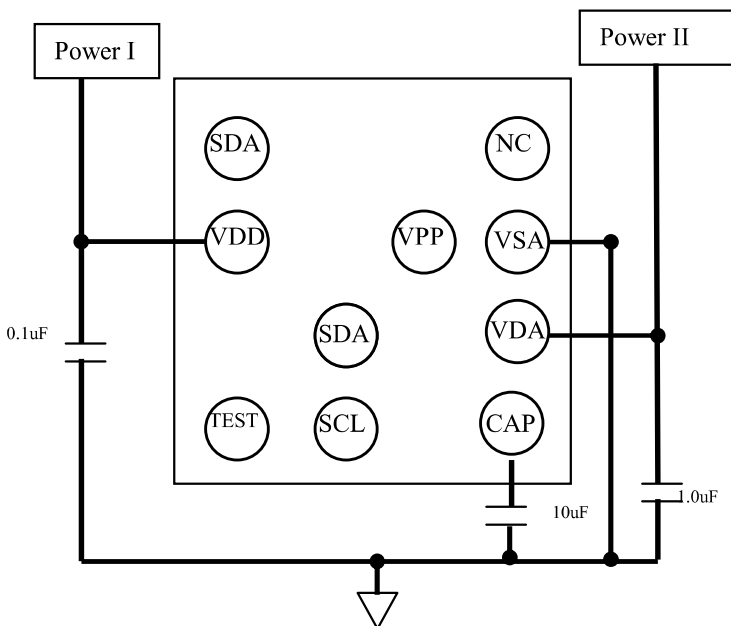 Power I
Power II
SDA
NC
VDD
VPP
VSA
0.1uF
SDA
VDA
TEST
SCL
CAP
10uF
1.0uF